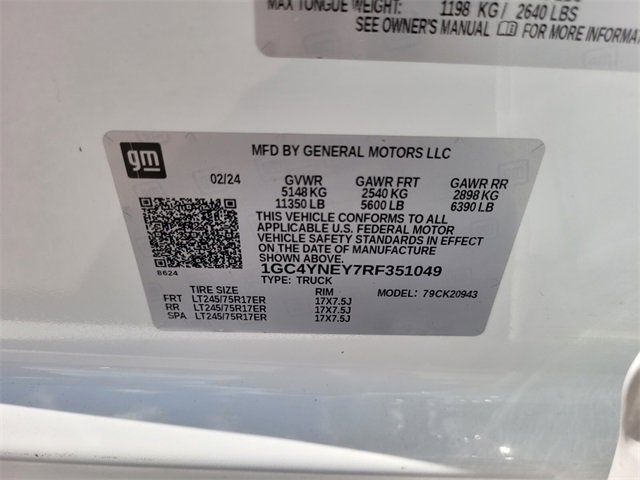 MAX TONGUE WEIGHT: 1198 KG/ 2640 LBS
SEE OWNER'S MANUAL FOR MORE INFORMAT
gm
MFD BY GENERAL MOTORS LLC
02/24 GVWR GAWR FRT GAWR RR
5148 KG 2540 KG 2898 KG
11350 LB 5600 LB 6390 LB
THIS VEHICLE CONFORMS TO ALL
APPLICABLE U.S. FEDERAL MOTOR
VEHICLE SAFETY STANDARDS IN EFFECT
ON THE DATE OF MANUFACTURE
SHOWN ABOVE.
8624
1GC4YNEY7RF351049
TYPE: TRUCK
TIRE SIZE RIM MODEL: 79CK20943
FRT LT245/75R17ER 17X7.5J
RR LT245/75R17ER 17X7.5J
SPA LT245/75R17ER 17X7.5J